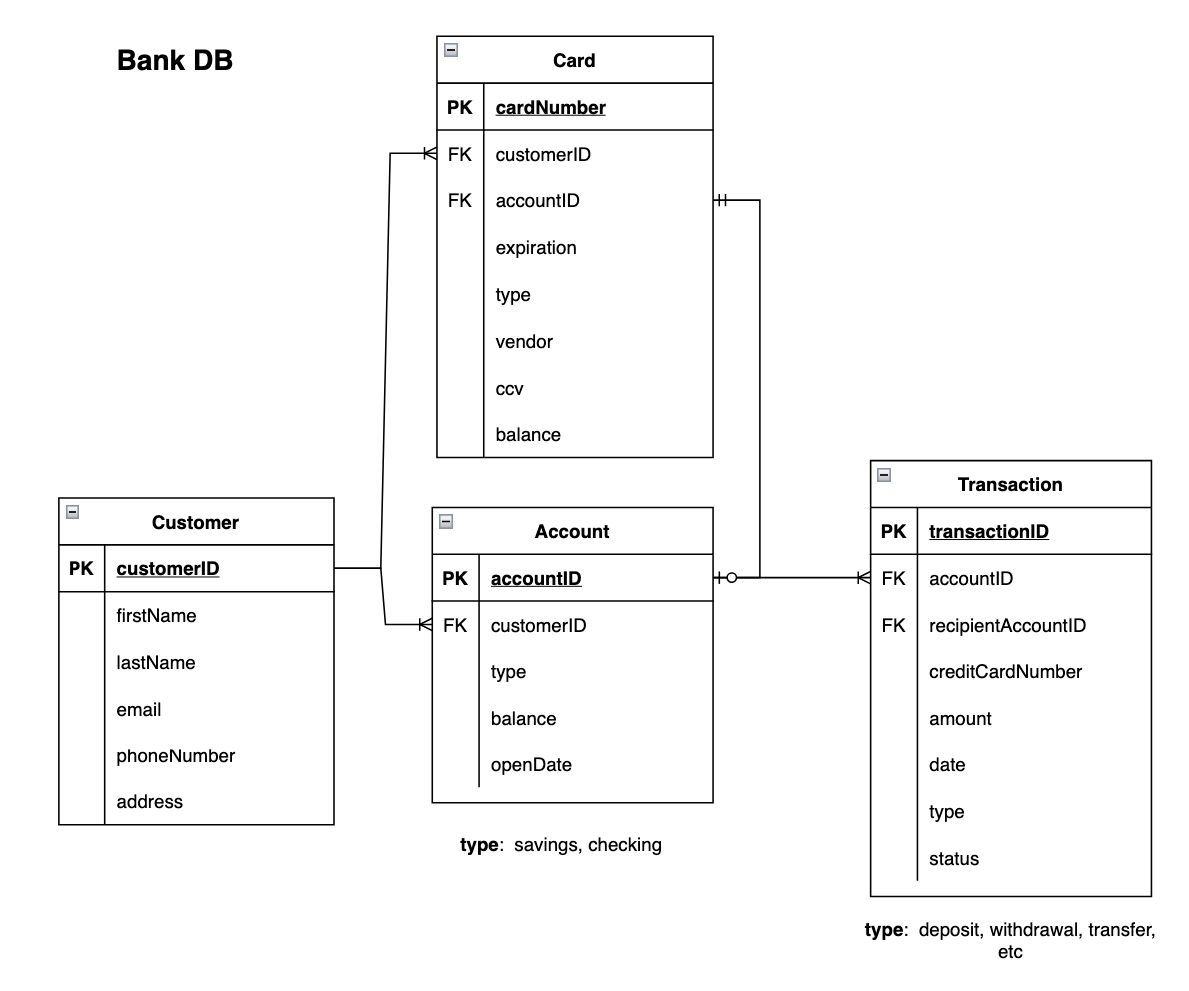 Bank DB
Card
PK cardNumber
FK customerID
FK accountID
expiration
type
vendor
ccv
balance
Customer
PK customerID
firstName
lastName
email
phoneNumber
address
Account
PK accountID
FK customerID
type
balance
openDate
type: savings, checking
Transaction
PK transactionID
FK accountID
FK recipientAccountID
creditCardNumber
amount
date
type
status
type: deposit, withdrawal, transfer,
etc